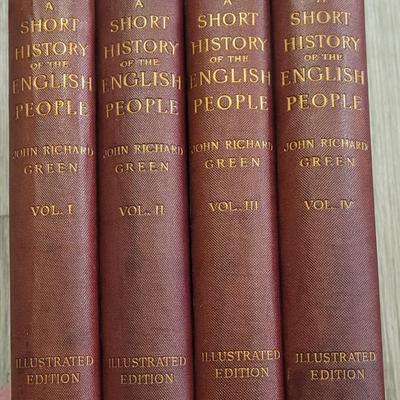 A
SHORT
HISTORY
OF THE
ENGLISH
PEOPLE
JOHN RICHARD
GREEN
VOL. I
ILLUSTRATED
EDITION
A
SHORT
HISTORY
OF THE
ENGLISH
PEOPLE
JOHN RICHARD
GREEN
VOL. II
ILLUSTRATED
EDITION
A
SHORT
HISTORY
OF THE
ENGLISH
PEOPLE
JOHN RICHARD
GREEN
VOL. III
ILLUSTRATED
EDITION
A
SHORT
HISTORY
OF THE
ENGLISH
PEOPLE
JOHN RICHARD
GREEN
VOL. IV
ILLUSTRATED
EDITION